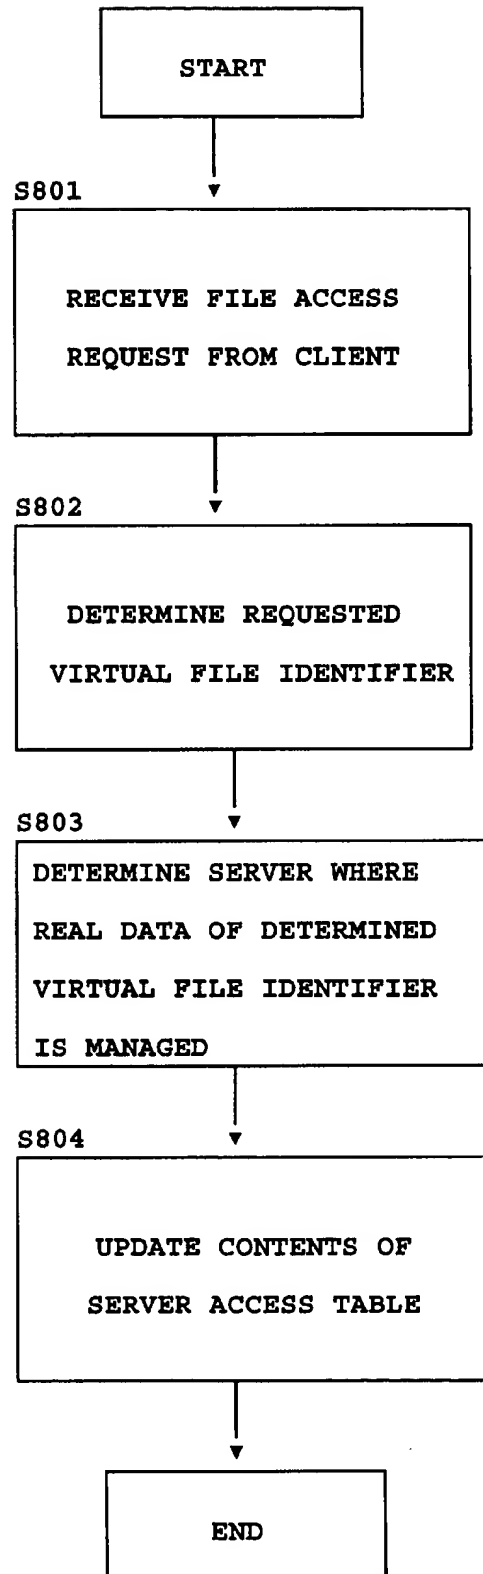 START
S801
RECEIVE FILE ACCESS
REQUEST FROM CLIENT
S802
DETERMINE REQUESTED
VIRTUAL FILE IDENTIFIER
S803
DETERMINE SERVER WHERE
REAL DATA OF DETERMINED
VIRTUAL FILE IDENTIFIER
IS MANAGED
S804
UPDATE CONTENTS OF
SERVER ACCESS TABLE
END